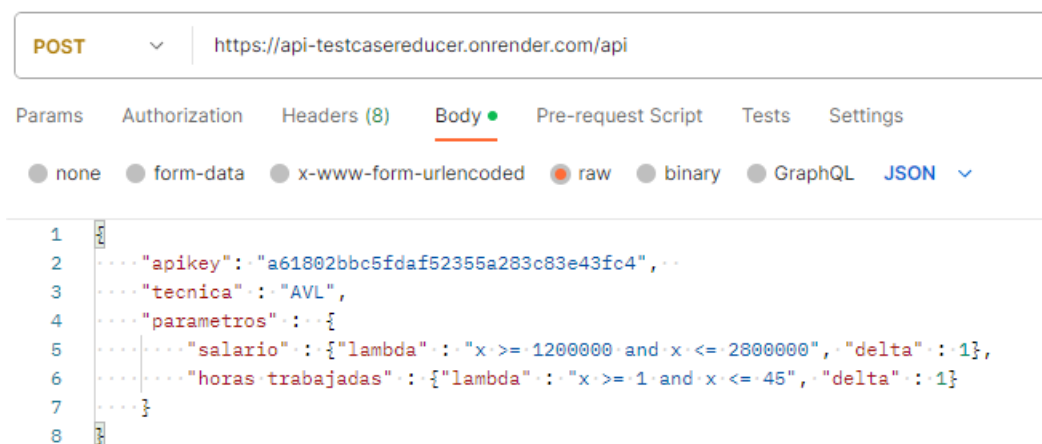 POST https://api-testcasereducer.onrender.com/api
Params Authorization Headers (8) Body Pre-request Script Tests Settings
none form-data x-www-form-urlencoded raw binary GraphQL JSON
1 {
2 "apikey": "a61802bbc5fdaf52355a283c83e43fc4",
3 "tecnica" : "AVL",
4 "parametros" : {
5 "salario" : {"lambda" : "x >= 1200000 and x <= 2800000", "delta" : 1},
6 "horas trabajadas" : {"lambda" : "x >= 1 and x <= 45", "delta" : 1}
7 }
8 }